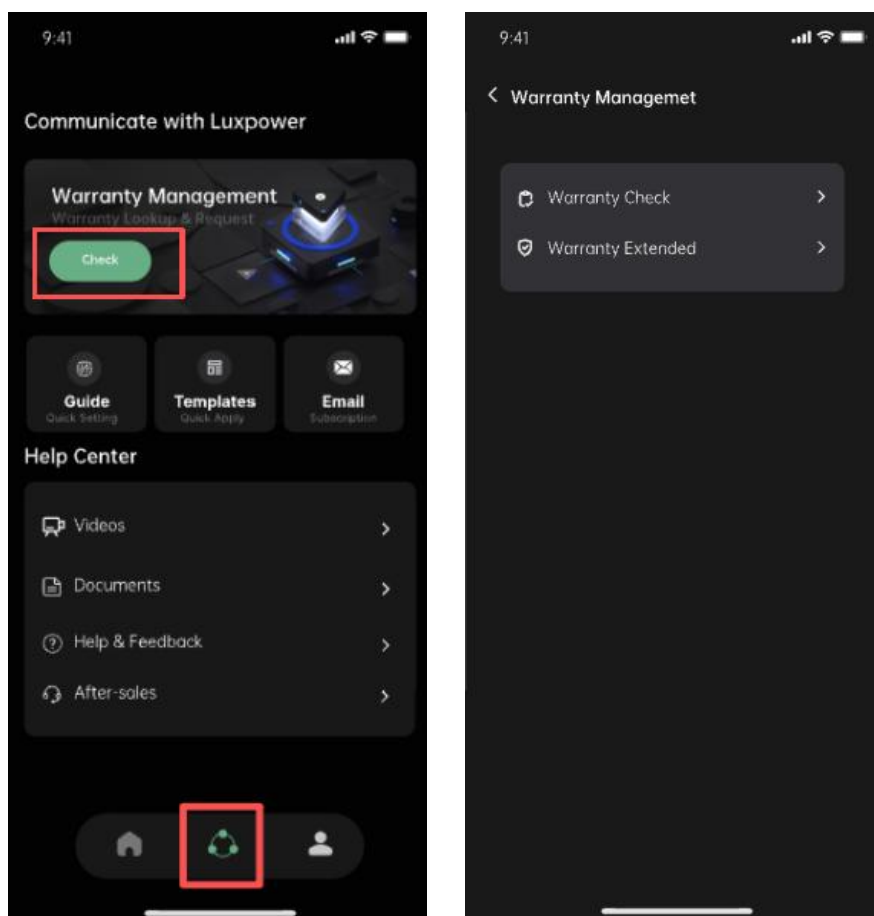 9:41
Communicate with Luxpower
Warranty Management
Warranty Lookup & Request
Check
Guide
Quick Setting
Templates
Quick Apply
Email
Subscription
Help Center
Videos
Documents
Help & Feedback
After-sales
9:41
Warranty Managemet
Warranty Check
Warranty Extended